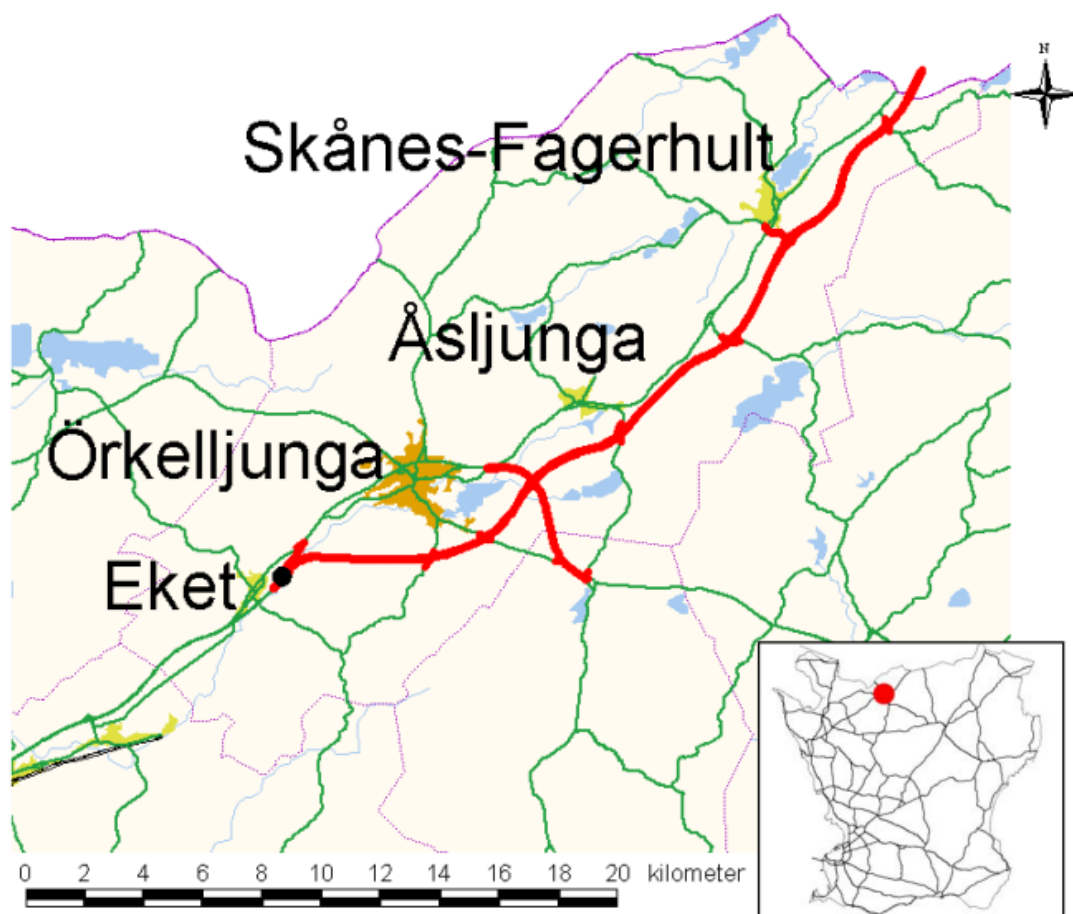 N
Skånes-Fagerhult
Åsljunga
Örkelljunga
Eket
0 2 4 6 8 10 12 14 16 18 20 kilometer